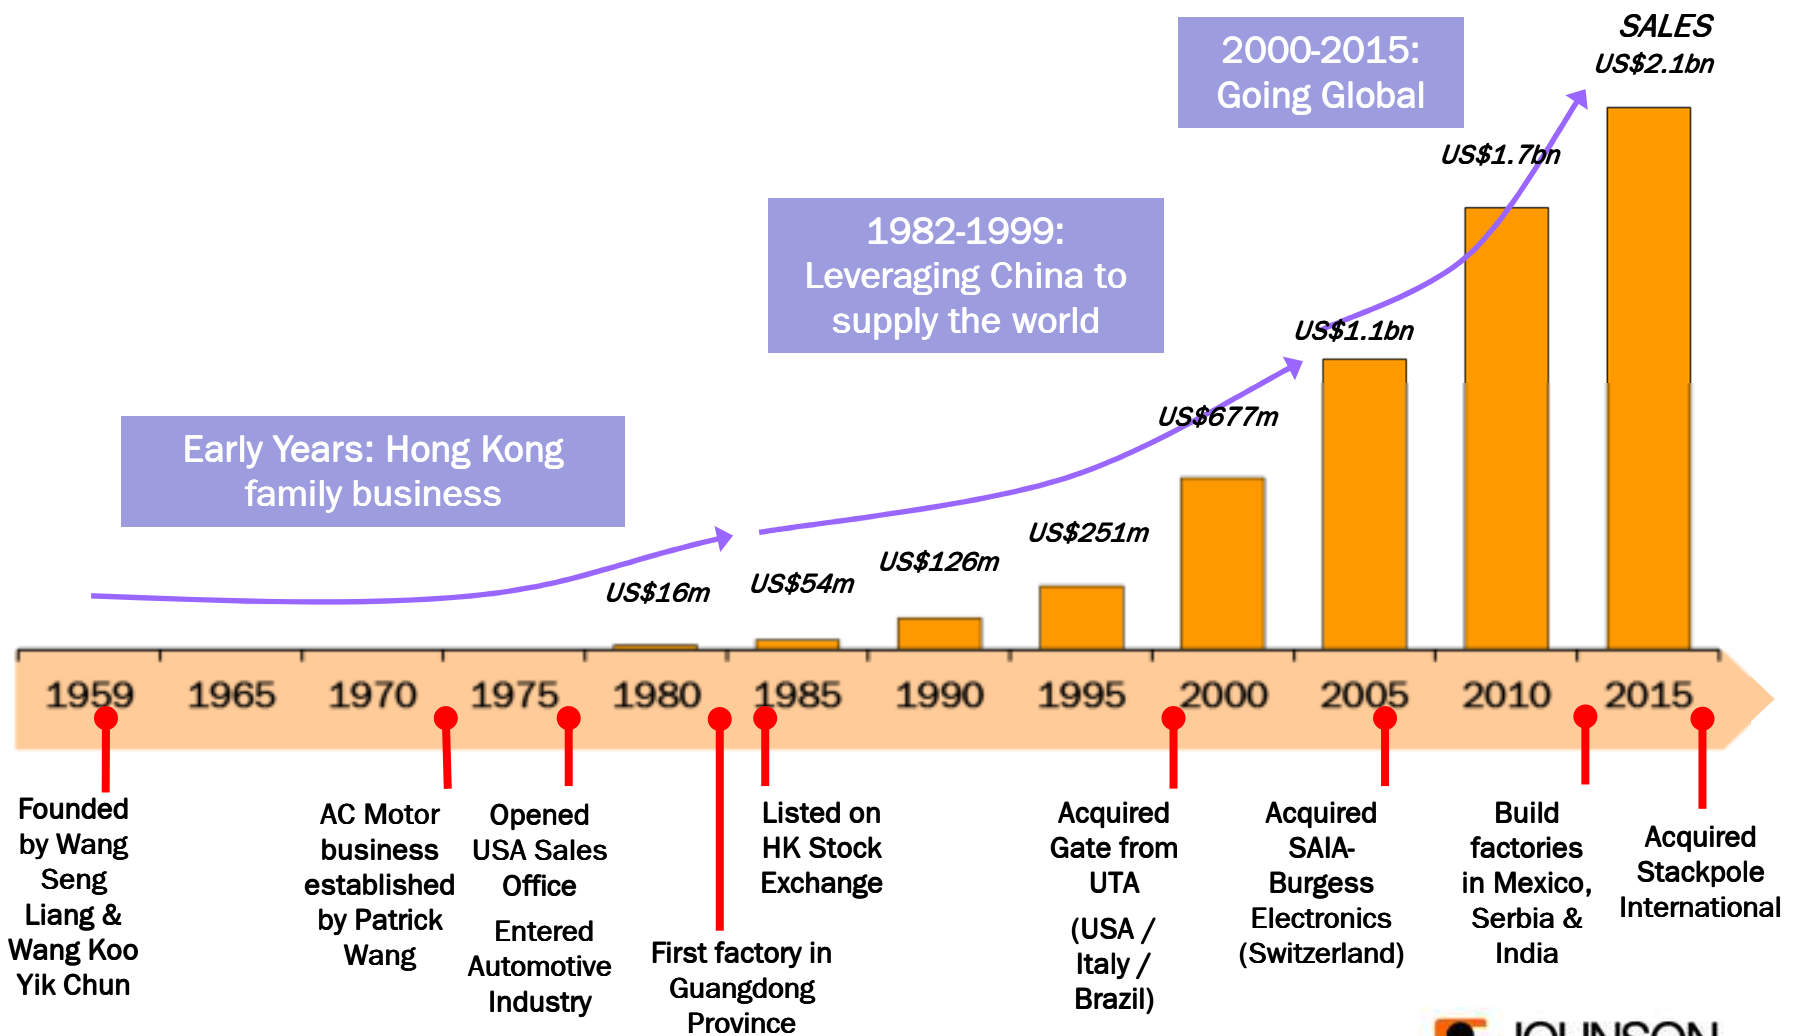 SALES
US$2.1bn
2000-2015:
Going Global
US$1.7bn
1982-1999:
Leveraging China to
supply the world
US$1.1bn
US$677m
Early Years: Hong Kong
family business
US$251m
US$126m
US$54m
US$16m
1959 1965 1970 1975 1980 1985 1990 1995 2000 2005 2010 2015
Founded
by Wang
Seng
Liang &
Wang Koo
Yik Chun
AC Motor
business
established
by Patrick
Wang
Opened
USA Sales
Office
Entered
Automotive
Industry
First factory in
Guangdong
Province
Listed on
HK Stock
Exchange
Acquired
Gate from
UTA
(USA /
Italy /
Brazil)
Acquired
SAIA-
Burgess
Electronics
(Switzerland)
Build
factories
in Mexico,
Serbia &
India
Acquired
Stackpole
International
JOHNSON